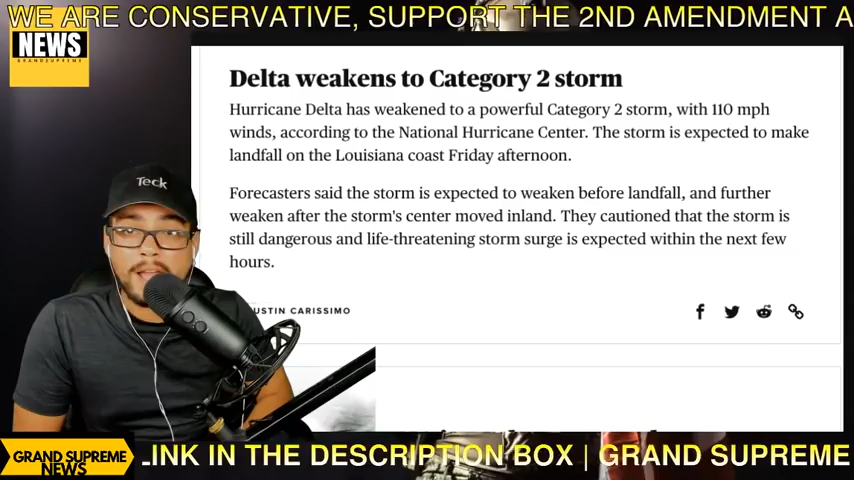 WE ARE CONSERVATIVE, SUPPORT THE 2ND AMENDMENT A
NEWS
GRANDSUPREME
Delta weakens to Category 2 storm
Hurricane Delta has weakened to a powerful Category 2 storm, with 110 mph
winds, according to the National Hurricane Center. The storm is expected to make
landfall on the Louisiana coast Friday afternoon.
Forecasters said the storm is expected to weaken before landfall, and further
weaken after the storm's center moved inland. They cautioned that the storm is
still dangerous and life-threatening storm surge is expected within the next few
hours.
USTIN CARISSIMO
Teck
GRAND SUPREME
NEWS
LINK IN THE DESCRIPTION BOX | GRAND SUPREME